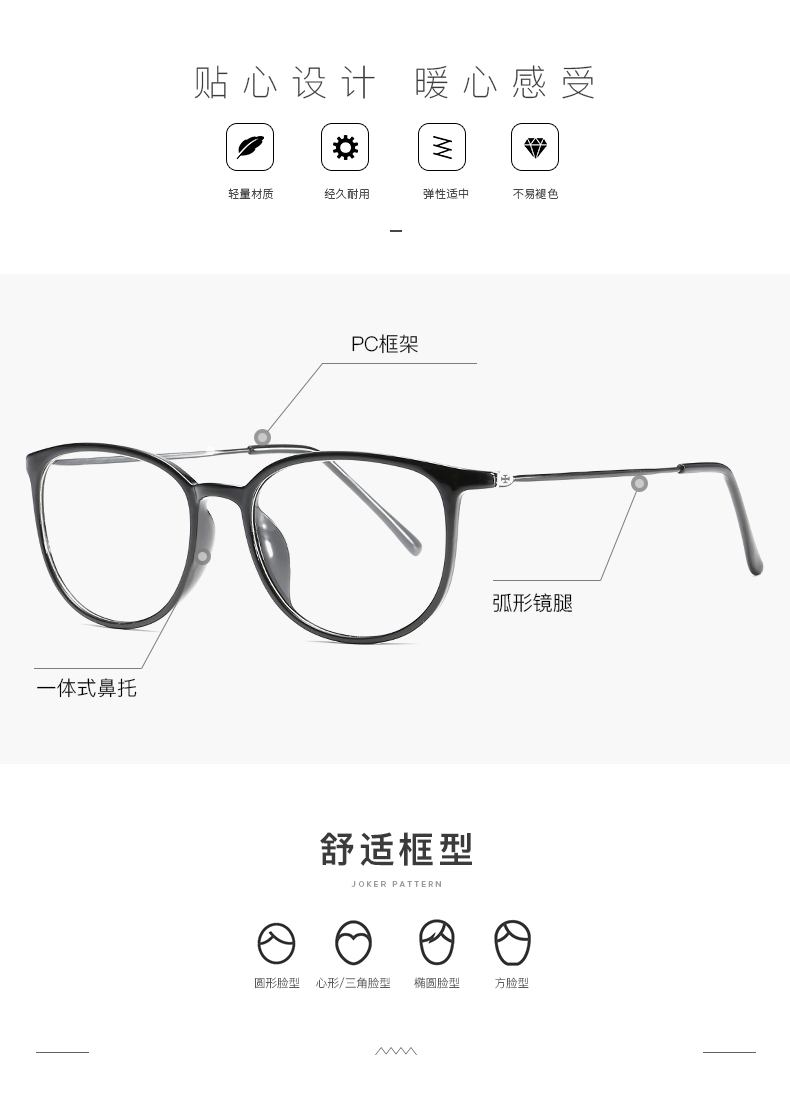 贴心设计 暖心感受
轻量材质 经久耐用 弹性适中 不易褪色
PC框架
弧形镜腿
一体式鼻托
舒适框型
JOKER PATTERN
圆形脸型 心形/三角脸型 椭圆脸型 方脸型